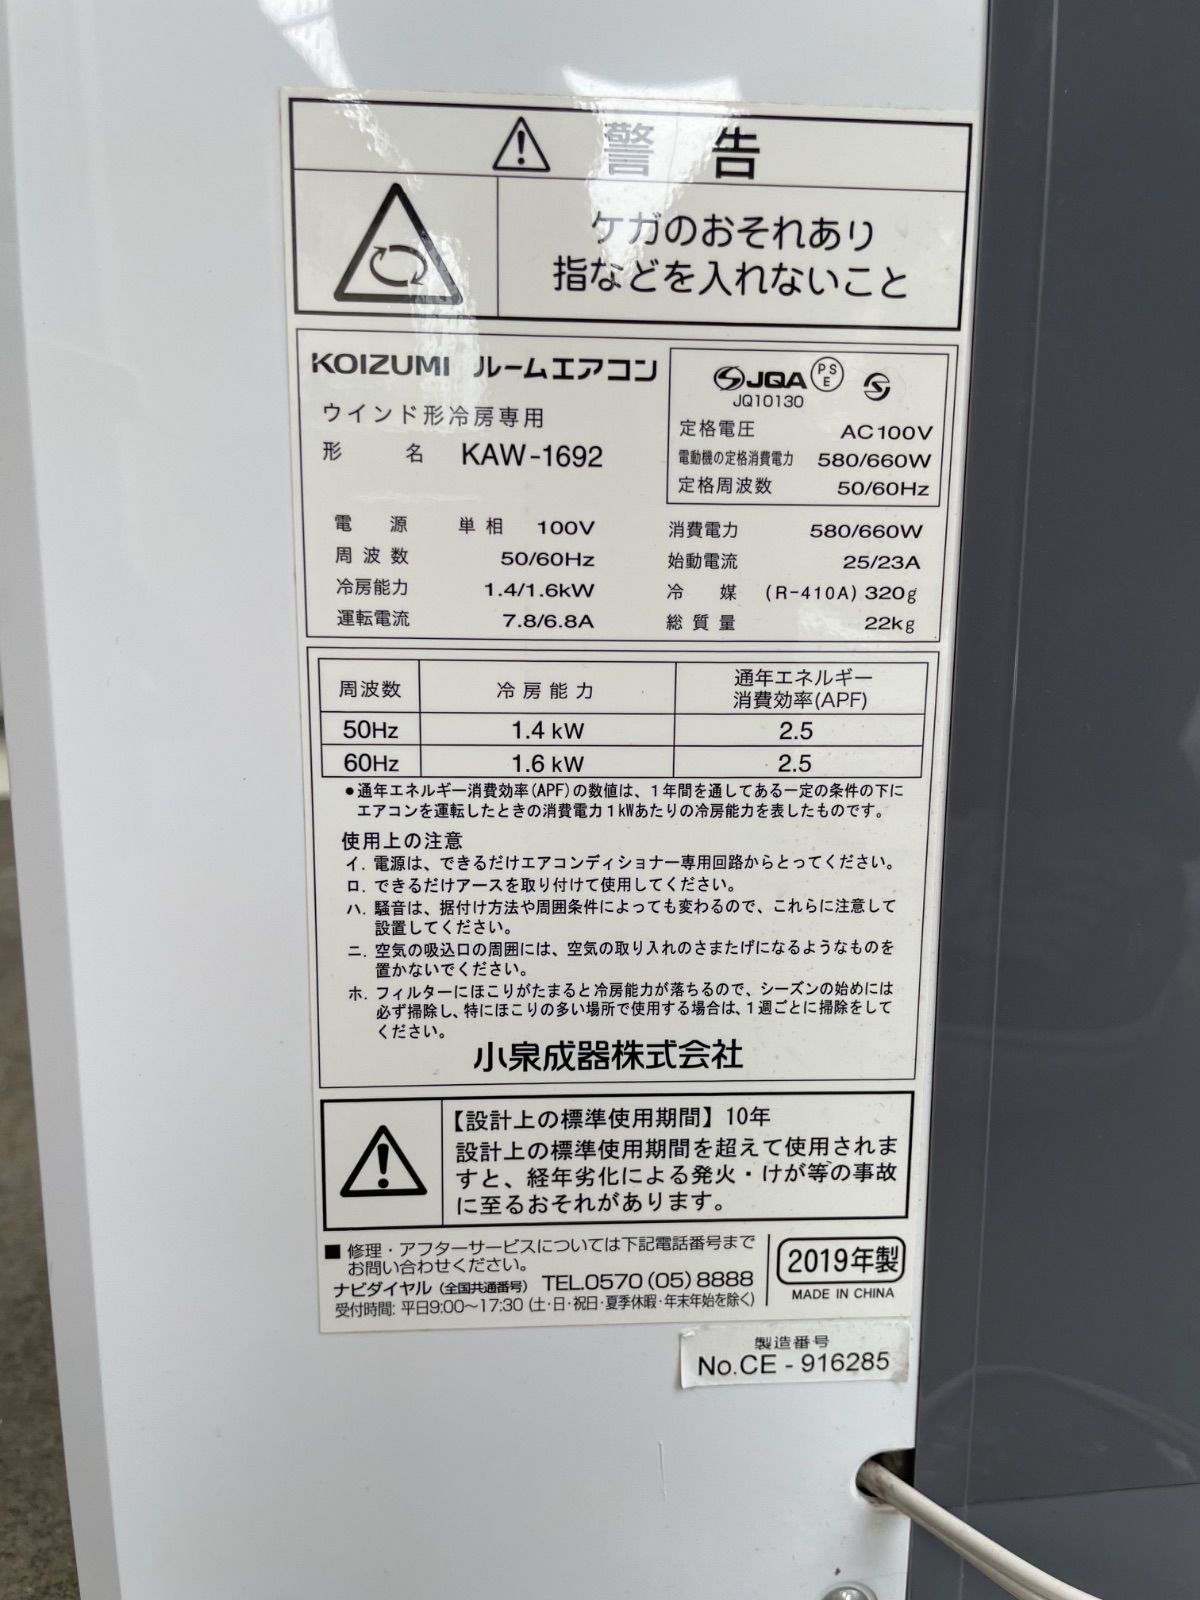 警 告
ケガのおそれあり
指などを入れないこと
KOIZUMI ルームエアコン
ウインド形冷房専用
形 名 KAW-1692
JQA PSE
JQ10130
定格電圧 AC100V
電動機の定格消費電力 580/660W
定格周波数 50/60Hz
電 源 単相 100V
周波数 50/60Hz
冷房能力 1.4/1.6kW
運転電流 7.8/6.8A
消費電力 580/660W
始動電流 25/23A
冷 媒 (R-410A) 320g
総質量 22kg
周波数 冷房能力 通年エネルギー消費効率(APF)
50Hz 1.4 kW 2.5
60Hz 1.6 kW 2.5
●通年エネルギー消費効率(APF)の数値は、1年間を通してある一定の条件の下に
エアコンを運転したときの消費電力1kWあたりの冷房能力を表したものです。
使用上の注意
イ. 電源は、できるだけエアコンディショナー専用回路からとってください。
ロ. できるだけアースを取り付けて使用してください。
ハ. 騒音は、据付け方法や周囲条件によっても変わるので、これらに注意して
設置してください。
ニ. 空気の吸込口の周囲には、空気の取り入れのさまたげになるようなものを
置かないでください。
ホ. フィルターにほこりがたまると冷房能力が落ちるので、シーズンの始めには
必ず掃除し、特にほこりの多い場所で使用する場合は、1週ごとに掃除をして
ください。
小泉成器株式会社
【設計上の標準使用期間】10年
設計上の標準使用期間を超えて使用されま
すと、経年劣化による発火・けが等の事故
に至るおそれがあります。
■ 修理・アフターサービスについては下記電話番号まで
お問い合わせください。
ナビダイヤル(全国共通番号) TEL.0570(05)8888
受付時間: 平日9:00〜17:30(土・日・祝日・夏季休暇・年末年始を除く)
2019年製
MADE IN CHINA
製造番号
No.CE - 916285